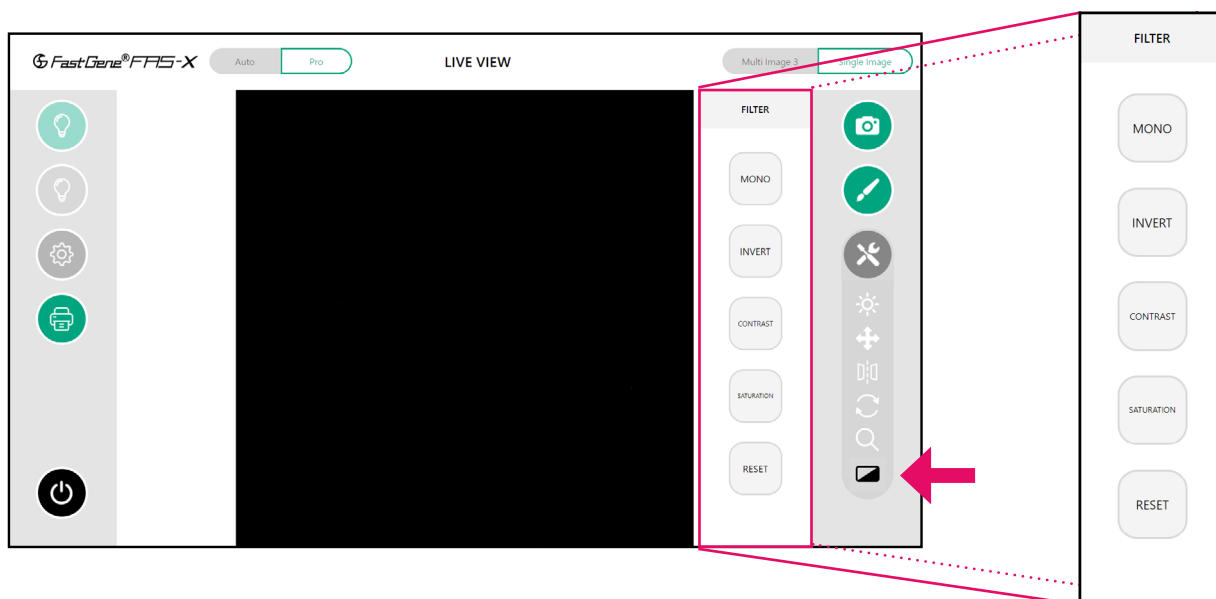 FastGene® FAS-X
Auto
Pro
LIVE VIEW
Multi Image 3
Single Image
FILTER
MONO
INVERT
CONTRAST
SATURATION
RESET
FILTER
MONO
INVERT
CONTRAST
SATURATION
RESET